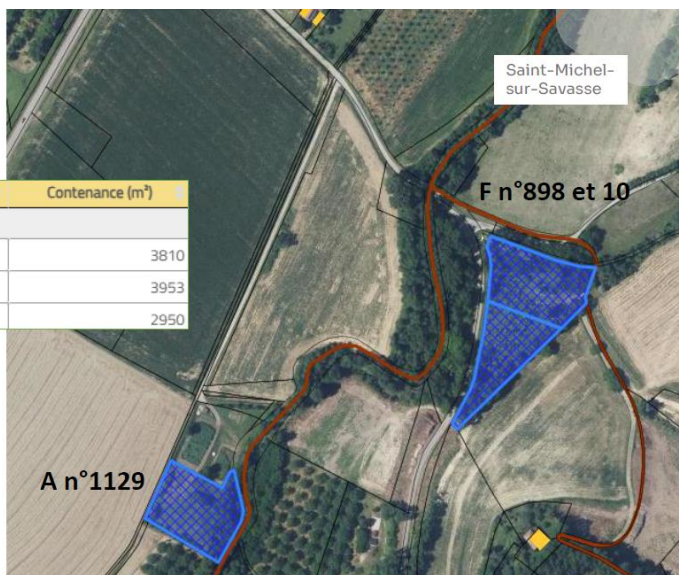 Saint-Michel-
sur-Savasse
Contenance (m²)
F n°898 et 10
3810
3953
2950
A n°1129